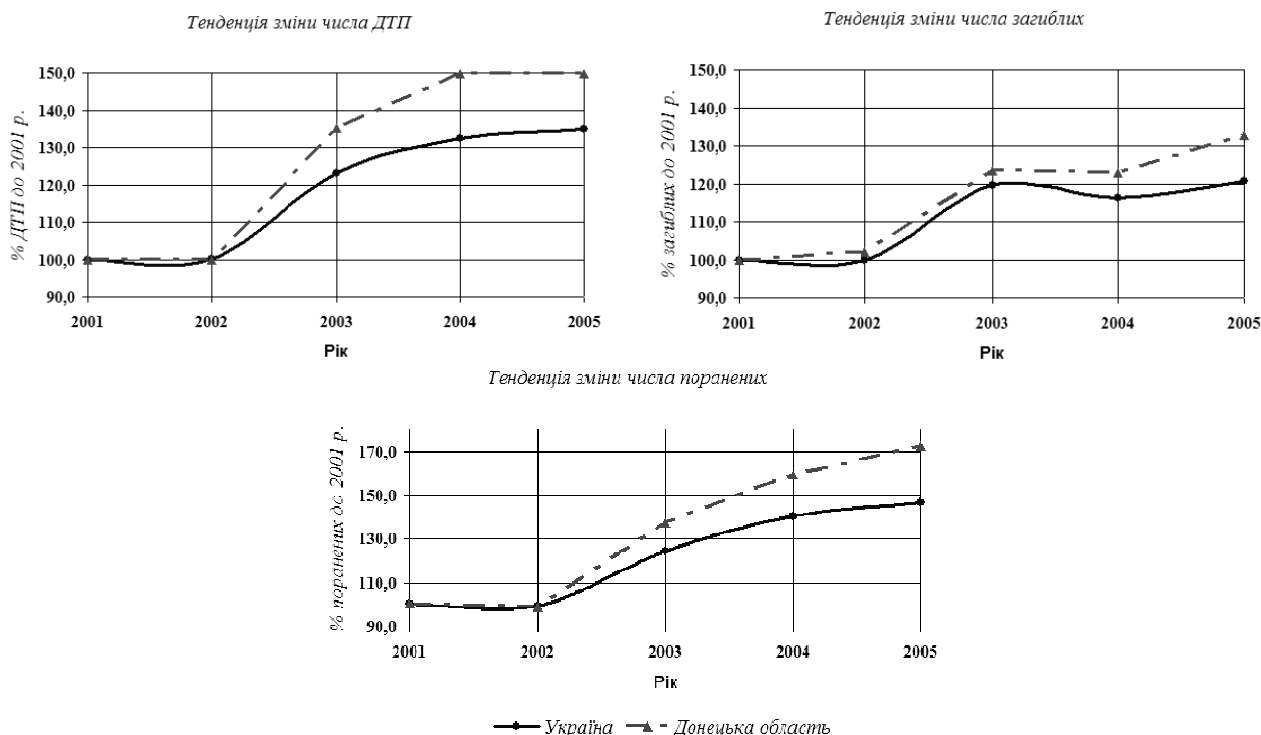 Тенденція зміни числа ДТП
% ДТП до 2001 р.
150,0
140,0
130,0
120,0
110,0
100,0
90,0
2001 2002 2003 2004 2005
Рік
Тенденція зміни числа загиблих
% загиблих до 2001 р.
150,0
140,0
130,0
120,0
110,0
100,0
90,0
2001 2002 2003 2004 2005
Рік
Тенденція зміни числа поранених
% поранених до 2001 р.
170,0
150,0
130,0
110,0
90,0
2001 2002 2003 2004 2005
Рік
Україна Донецька область